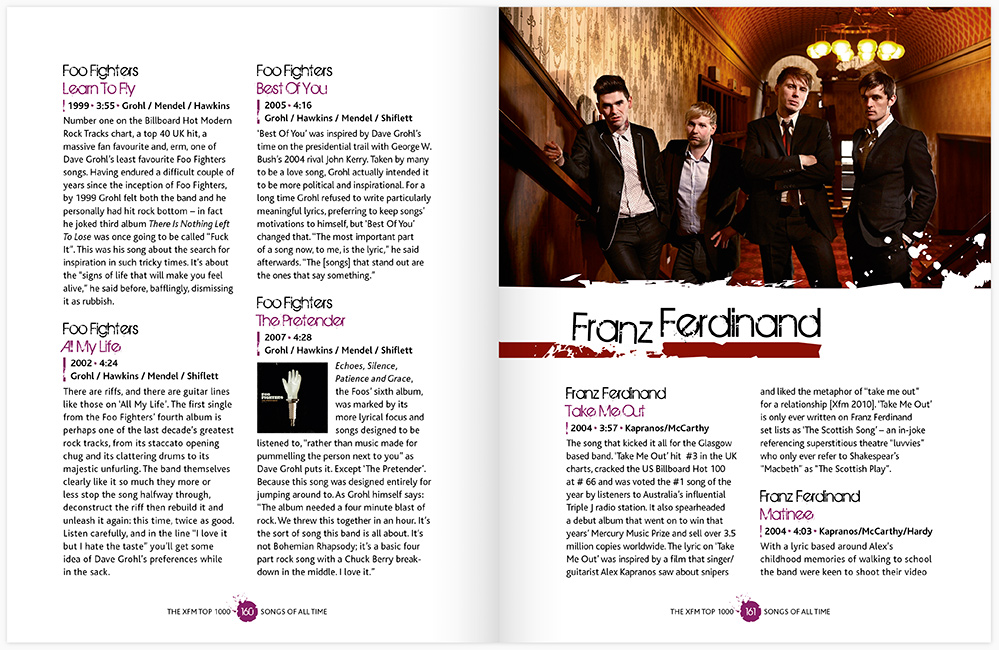 Foo Fighters
Learn To Fly
1999 • 3:55 • Grohl / Mendel / Hawkins
Number one on the Billboard Hot Modern
Rock Tracks chart, a top 40 UK hit, a
massive fan favourite and, erm, one of
Dave Grohl's least favourite Foo Fighters
songs. Having endured a difficult couple of
years since the inception of Foo Fighters,
by 1999 Grohl felt both the band and he
personally had hit rock bottom – in fact
he joked third album There Is Nothing Left
To Lose was once going to be called "Fuck
It". This was his song about the search for
inspiration in such tricky times. It's about
the "signs of life that will make you feel
alive," he said before, bafflingly, dismissing
it as rubbish.
Foo Fighters
All My Life
2002 • 4:24
Grohl / Hawkins / Mendel / Shiflett
There are riffs, and there are guitar lines
like those on 'All My Life'. The first single
from the Foo Fighters' fourth album is
perhaps one of the last decade's greatest
rock tracks, from its staccato opening
chug and its clattering drums to its
majestic unfurling. The band themselves
clearly like it so much they more or
less stop the song halfway through,
deconstruct the riff then rebuild it and
unleash it again: this time, twice as good.
Listen carefully, and in the line "I love it
but I hate the taste" you'll get some
idea of Dave Grohl's preferences while
in the sack.
Foo Fighters
Best Of You
2005 • 4:16
Grohl / Hawkins / Mendel / Shiflett
'Best Of You' was inspired by Dave Grohl's
time on the presidential trail with George W.
Bush's 2004 rival John Kerry. Taken by many
to be a love song, Grohl actually intended it
to be more political and inspirational. For a
long time Grohl refused to write particularly
meaningful lyrics, preferring to keep songs'
motivations to himself, but 'Best Of You'
changed that. "The most important part
of a song now, to me, is the lyric," he said
afterwards. "The [songs] that stand out are
the ones that say something."
Foo Fighters
The Pretender
2007 • 4:28
Grohl / Hawkins / Mendel / Shiflett
FOO
FIGHTERS
Echoes, Silence,
Patience and Grace,
the Foos' sixth album,
was marked by its
more lyrical focus and
songs designed to be
listened to, "rather than music made for
pummelling the person next to you" as
Dave Grohl puts it. Except 'The Pretender'.
Because this song was designed entirely for
jumping around to. As Grohl himself says:
"The album needed a four minute blast of
rock. We threw this together in an hour. It's
the sort of song this band is all about. It's
not Bohemian Rhapsody; it's a basic four
part rock song with a Chuck Berry break-
down in the middle. I love it."
THE XFM TOP 1000 160 SONGS OF ALL TIME
Franz Ferdinand
Franz Ferdinand
Take Me Out
2004 • 3:57 • Kapranos/McCarthy
The song that kicked it all for the Glasgow
based band. 'Take Me Out' hit #3 in the UK
charts, cracked the US Billboard Hot 100
at # 66 and was voted the #1 song of the
year by listeners to Australia's influential
Triple J radio station. It also spearheaded
a debut album that went on to win that
years' Mercury Music Prize and sell over 3.5
million copies worldwide. The lyric on 'Take
Me Out' was inspired by a film that singer/
guitarist Alex Kapranos saw about snipers
and liked the metaphor of "take me out"
for a relationship [Xfm 2010]. 'Take Me Out'
is only ever written on Franz Ferdinand
set lists as 'The Scottish Song' – an in-joke
referencing superstitious theatre "luvvies"
who only ever refer to Shakespear's
"Macbeth" as "The Scottish Play".
Franz Ferdinand
Matinee
2004 • 4:03 • Kapranos/McCarthy/Hardy
With a lyric based around Alex's
childhood memories of walking to school
the band were keen to shoot their video
THE XFM TOP 1000 161 SONGS OF ALL TIME